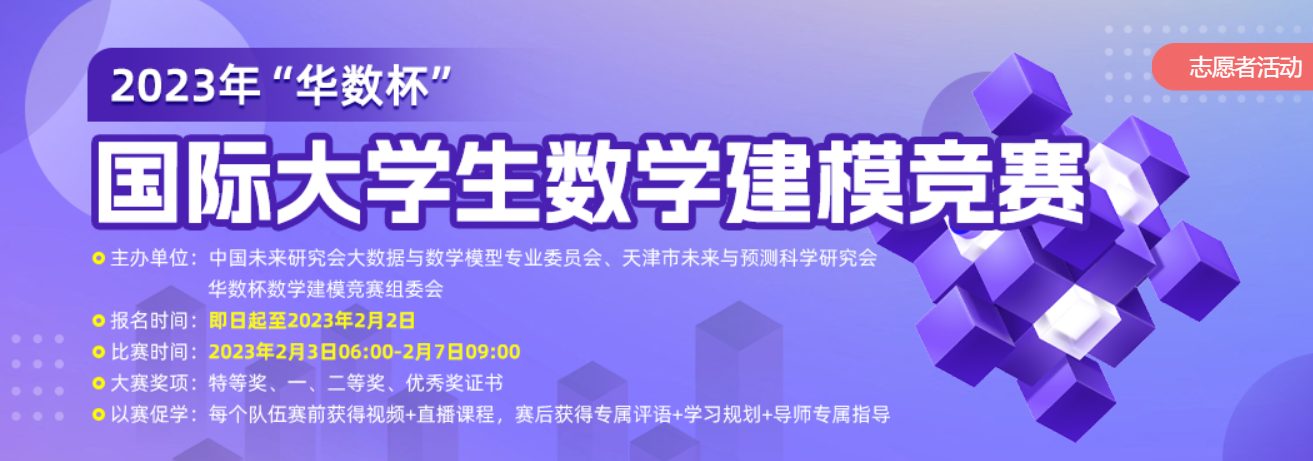 志愿者活动
2023年“华数杯”
国际大学生数学建模竞赛
主办单位：中国未来研究会大数据与数学模型专业委员会、天津市未来与预测科学研究会
华数杯数学建模竞赛组委会
报名时间：即日起至2023年2月2日
比赛时间：2023年2月3日06:00-2月7日09:00
大赛奖项：特等奖、一、二等奖、优秀奖证书
以赛促学：每个队伍赛前获得视频+直播课程，赛后获得专属评语+学习规划+导师专属指导